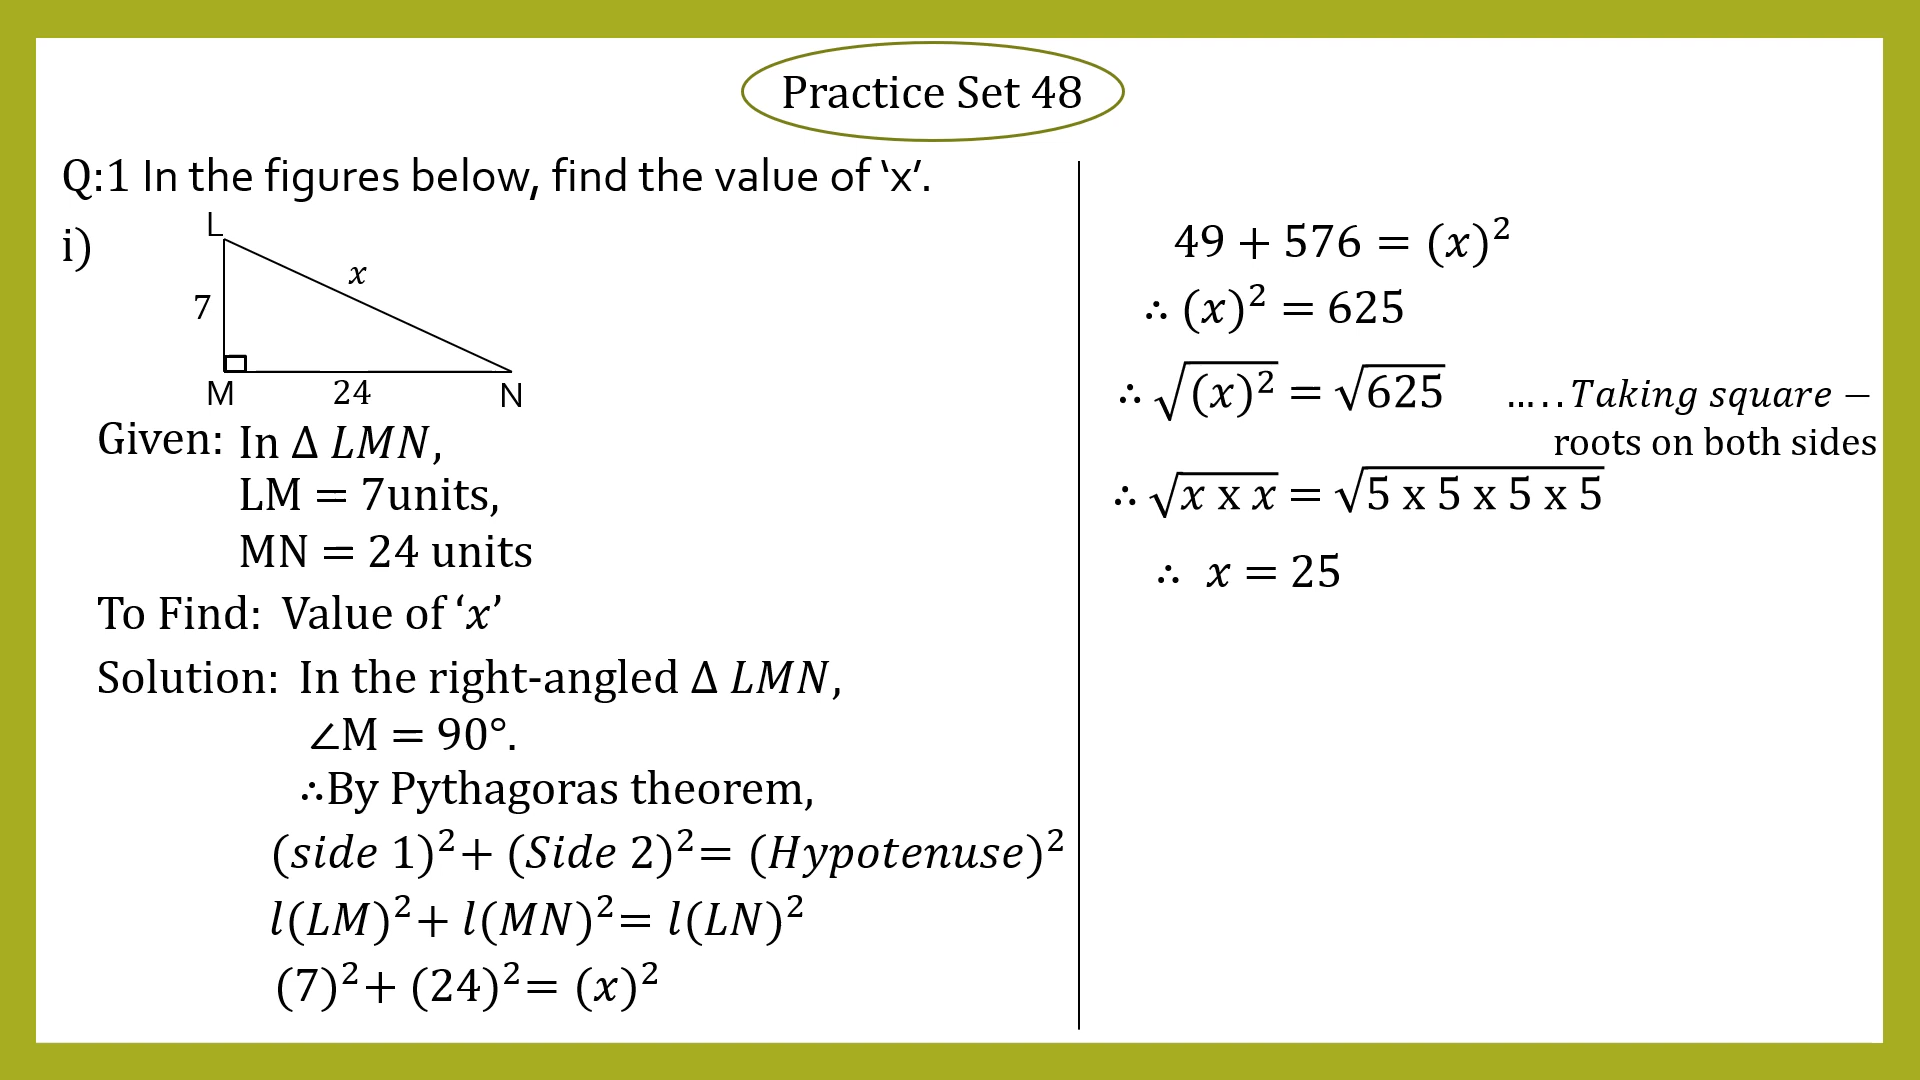 Practice Set 48
Q:1 In the figures below, find the value of ‘x’.
i)
L
x
7
M
24
N
Given: In ∆ LMN,
LM = 7units,
MN = 24 units
To Find: Value of ‘x’
Solution: In the right-angled ∆ LMN,
∠M = 90°.
∴By Pythagoras theorem,
(side 1)²+ (Side 2)²= (Hypotenuse)²
l(LM)²+ l(MN)²= l(LN)²
(7)²+ (24)²= (x)²
49 + 576 = (x)²
∴ (x)² = 625
∴ √(x)² = √625 …..Taking square −
roots on both sides
∴ √x x x = √5 x 5 x 5 x 5
∴ x = 25